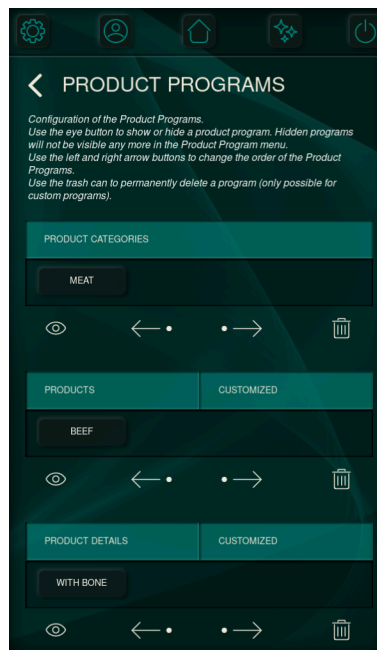 PRODUCT PROGRAMS
Configuration of the Product Programs.
Use the eye button to show or hide a product program. Hidden programs
will not be visible any more in the Product Program menu.
Use the left and right arrow buttons to change the order of the Product
Programs.
Use the trash can to permanently delete a program (only possible for
custom programs).
PRODUCT CATEGORIES
MEAT
PRODUCTS CUSTOMIZED
BEEF
PRODUCT DETAILS CUSTOMIZED
WITH BONE